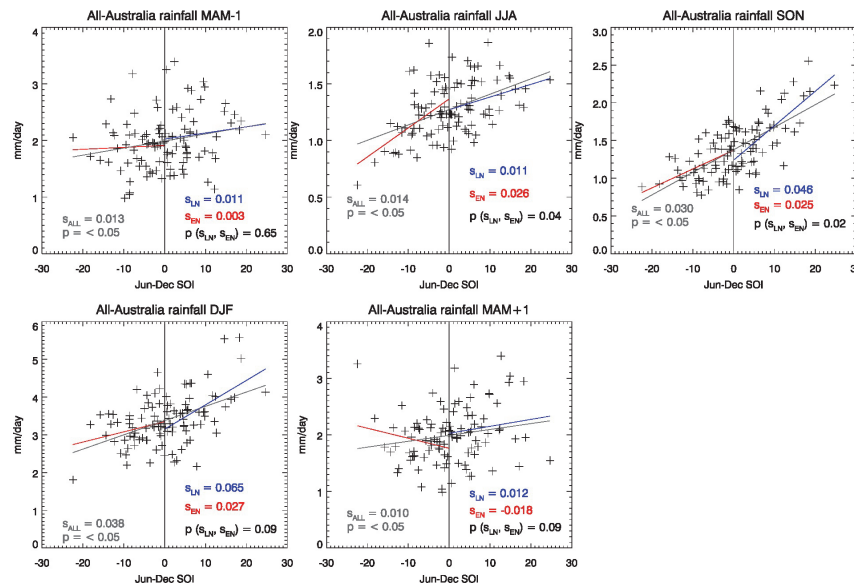 All-Australia rainfall MAM-1
mm/day
4
3
2
1
0
s_LN = 0.011
s_ALL = 0.013
s_EN = 0.003
p = < 0.05
p (s_LN, s_EN) = 0.65
-30 -20 -10 0 10 20 30
Jun-Dec SOI
All-Australia rainfall JJA
mm/day
2.0
1.5
1.0
0.5
0.0
s_LN = 0.011
s_ALL = 0.014
s_EN = 0.026
p = < 0.05
p (s_LN, s_EN) = 0.04
-30 -20 -10 0 10 20 30
Jun-Dec SOI
All-Australia rainfall SON
mm/day
3.0
2.5
2.0
1.5
1.0
0.5
0.0
s_LN = 0.046
s_ALL = 0.030
s_EN = 0.025
p = < 0.05
p (s_LN, s_EN) = 0.02
-30 -20 -10 0 10 20 30
Jun-Dec SOI
All-Australia rainfall DJF
mm/day
6
5
4
3
2
1
0
s_LN = 0.065
s_EN = 0.027
s_ALL = 0.038
p = < 0.05
p (s_LN, s_EN) = 0.09
-30 -20 -10 0 10 20 30
Jun-Dec SOI
All-Australia rainfall MAM+1
mm/day
4
3
2
1
0
s_LN = 0.012
s_EN = -0.018
s_ALL = 0.010
p = < 0.05
p (s_LN, s_EN) = 0.09
-30 -20 -10 0 10 20 30
Jun-Dec SOI